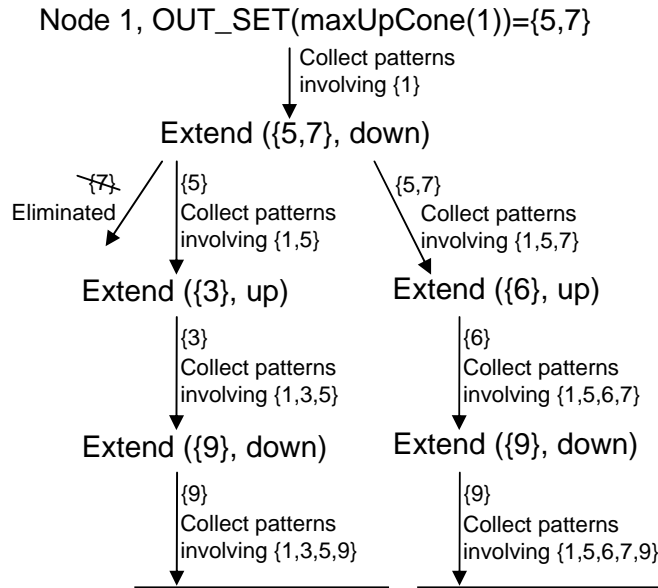 Node 1, OUT_SET(maxUpCone(1))={5,7}
Collect patterns
involving {1}
Extend ({5,7}, down)
{7}
Eliminated
{5}
Collect patterns
involving {1,5}
{5,7}
Collect patterns
involving {1,5,7}
Extend ({3}, up)
Extend ({6}, up)
{3}
Collect patterns
involving {1,3,5}
{6}
Collect patterns
involving {1,5,6,7}
Extend ({9}, down)
Extend ({9}, down)
{9}
Collect patterns
involving {1,3,5,9}
{9}
Collect patterns
involving {1,5,6,7,9}